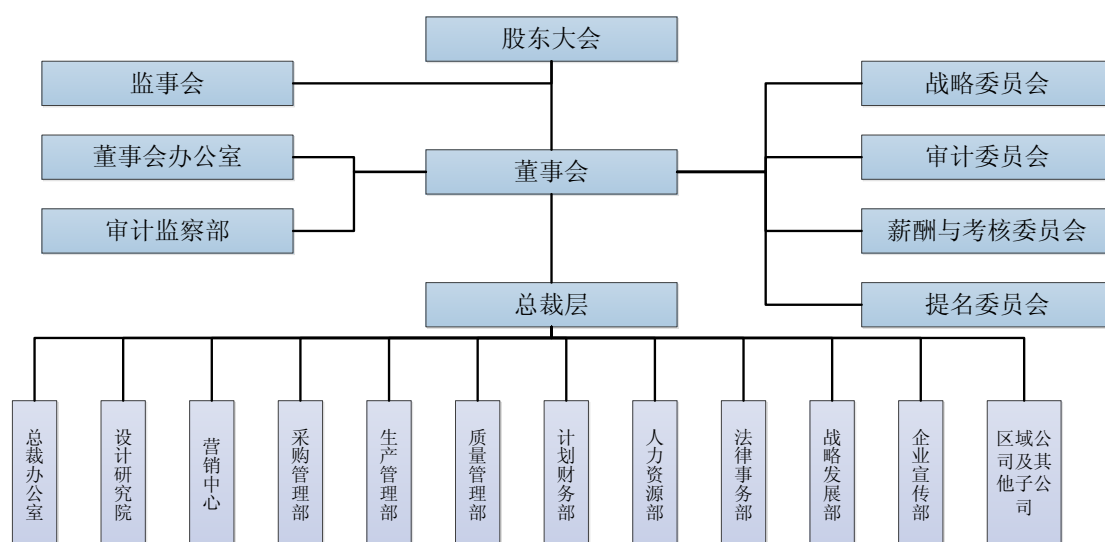 股东大会
监事会
战略委员会
董事会办公室
董事会
审计委员会
审计监察部
薪酬与考核委员会
总裁层
提名委员会
总裁办公室
设计研究院
营销中心
采购管理部
生产管理部
质量管理部
计划财务部
人力资源部
法律事务部
战略发展部
企业宣传部
区域公
司及其
他子公
司